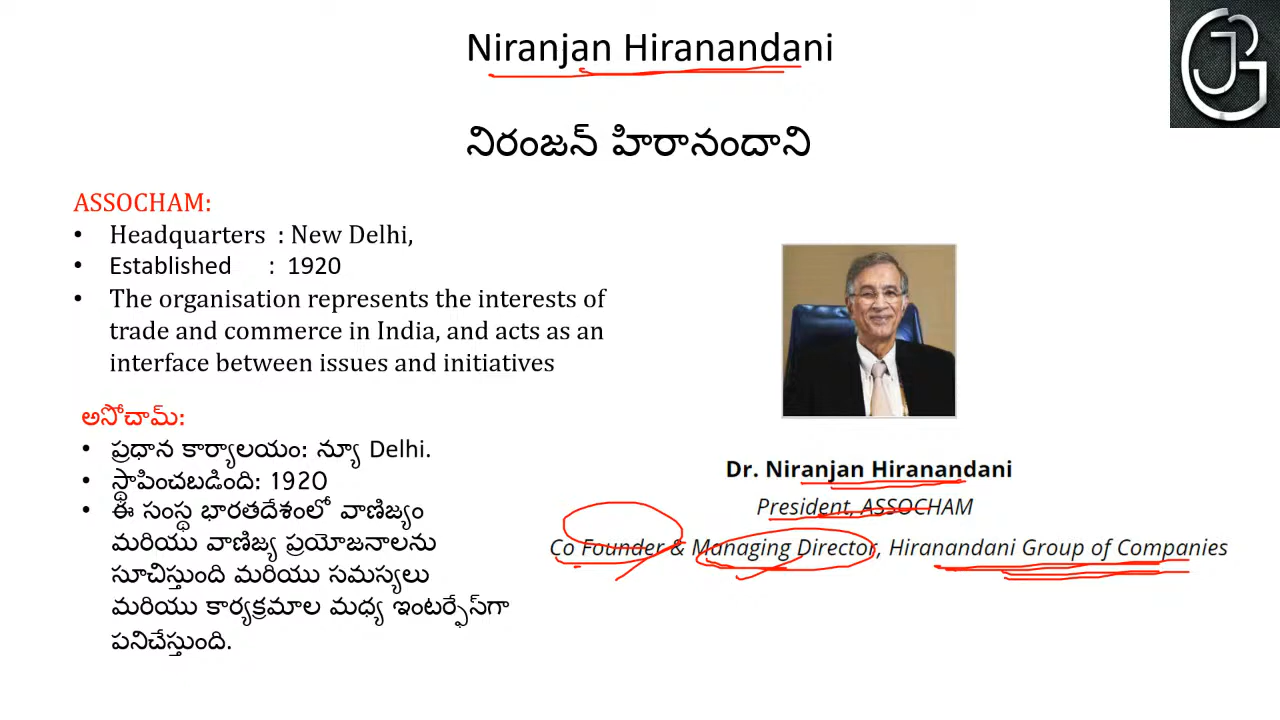 Niranjan Hiranandani
నిరంజన్ హిరానందాని
ASSOCHAM:
• Headquarters : New Delhi,
• Established : 1920
• The organisation represents the interests of
trade and commerce in India, and acts as an
interface between issues and initiatives
అసోచామ్:
• ప్రధాన కార్యాలయం: న్యూ Delhi.
• స్థాపించబడింది: 1920
• ఈ సంస్థ భారతదేశంలో వాణిజ్యం
మరియు వాణిజ్య ప్రయోజనాలను
సూచిస్తుంది మరియు సమస్యలు
మరియు కార్యక్రమాల మధ్య ఇంటర్ఫేస్‌గా
పనిచేస్తుంది.
Dr. Niranjan Hiranandani
President, ASSOCHAM
Co Founder & Managing Director, Hiranandani Group of Companies